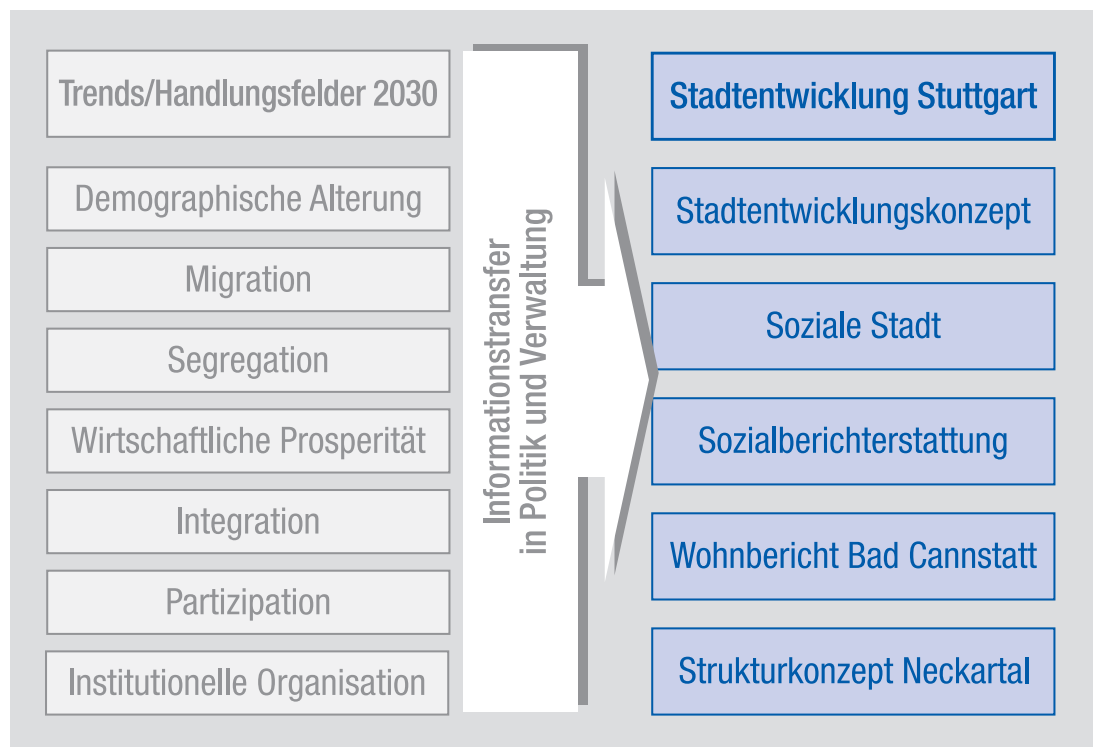 Trends/Handlungsfelder 2030
Demographische Alterung
Migration
Segregation
Wirtschaftliche Prosperität
Integration
Partizipation
Institutionelle Organisation
Informationstransfer
in Politik und Verwaltung
Stadtentwicklung Stuttgart
Stadtentwicklungskonzept
Soziale Stadt
Sozialberichterstattung
Wohnbericht Bad Cannstatt
Strukturkonzept Neckartal